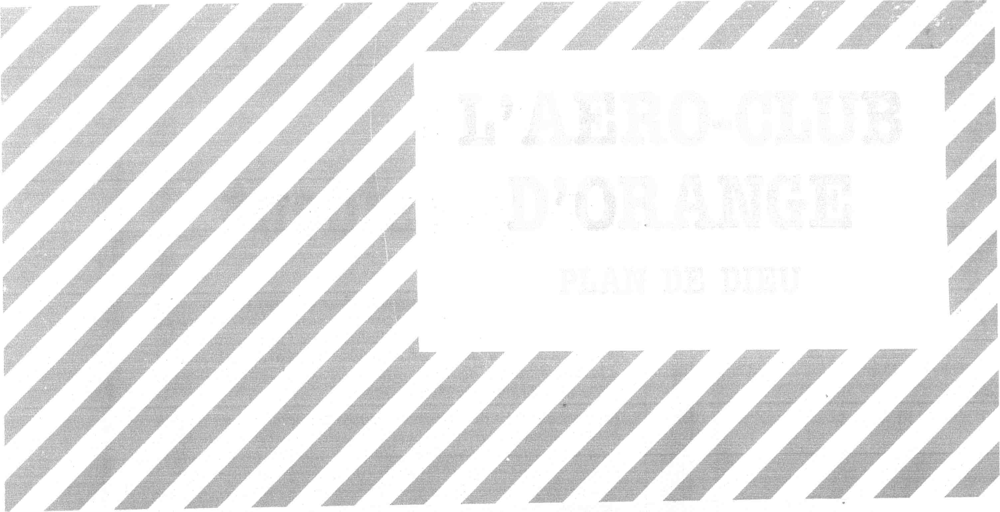 L'AERO-CLUB
D'ORANGE
PLAN DE DIEU